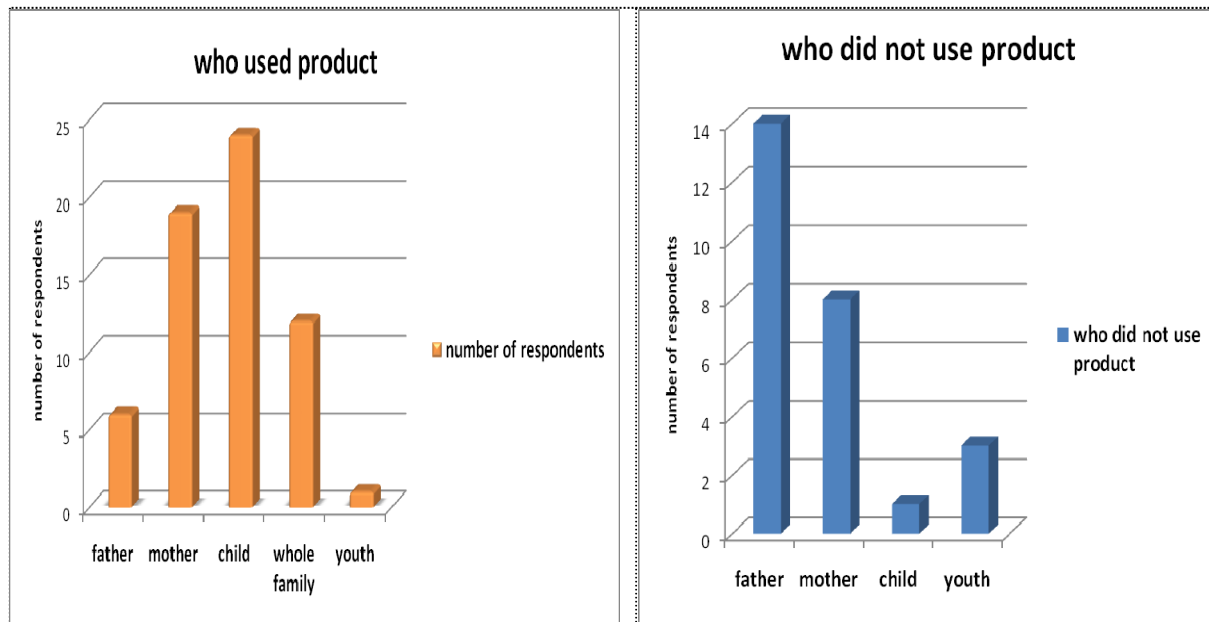 who used product
number of respondents
25
20
15
10
5
0
father
mother
child
whole
family
youth
number of respondents
who did not use product
number of respondents
14
12
10
8
6
4
2
0
father
mother
child
youth
who did not use
product